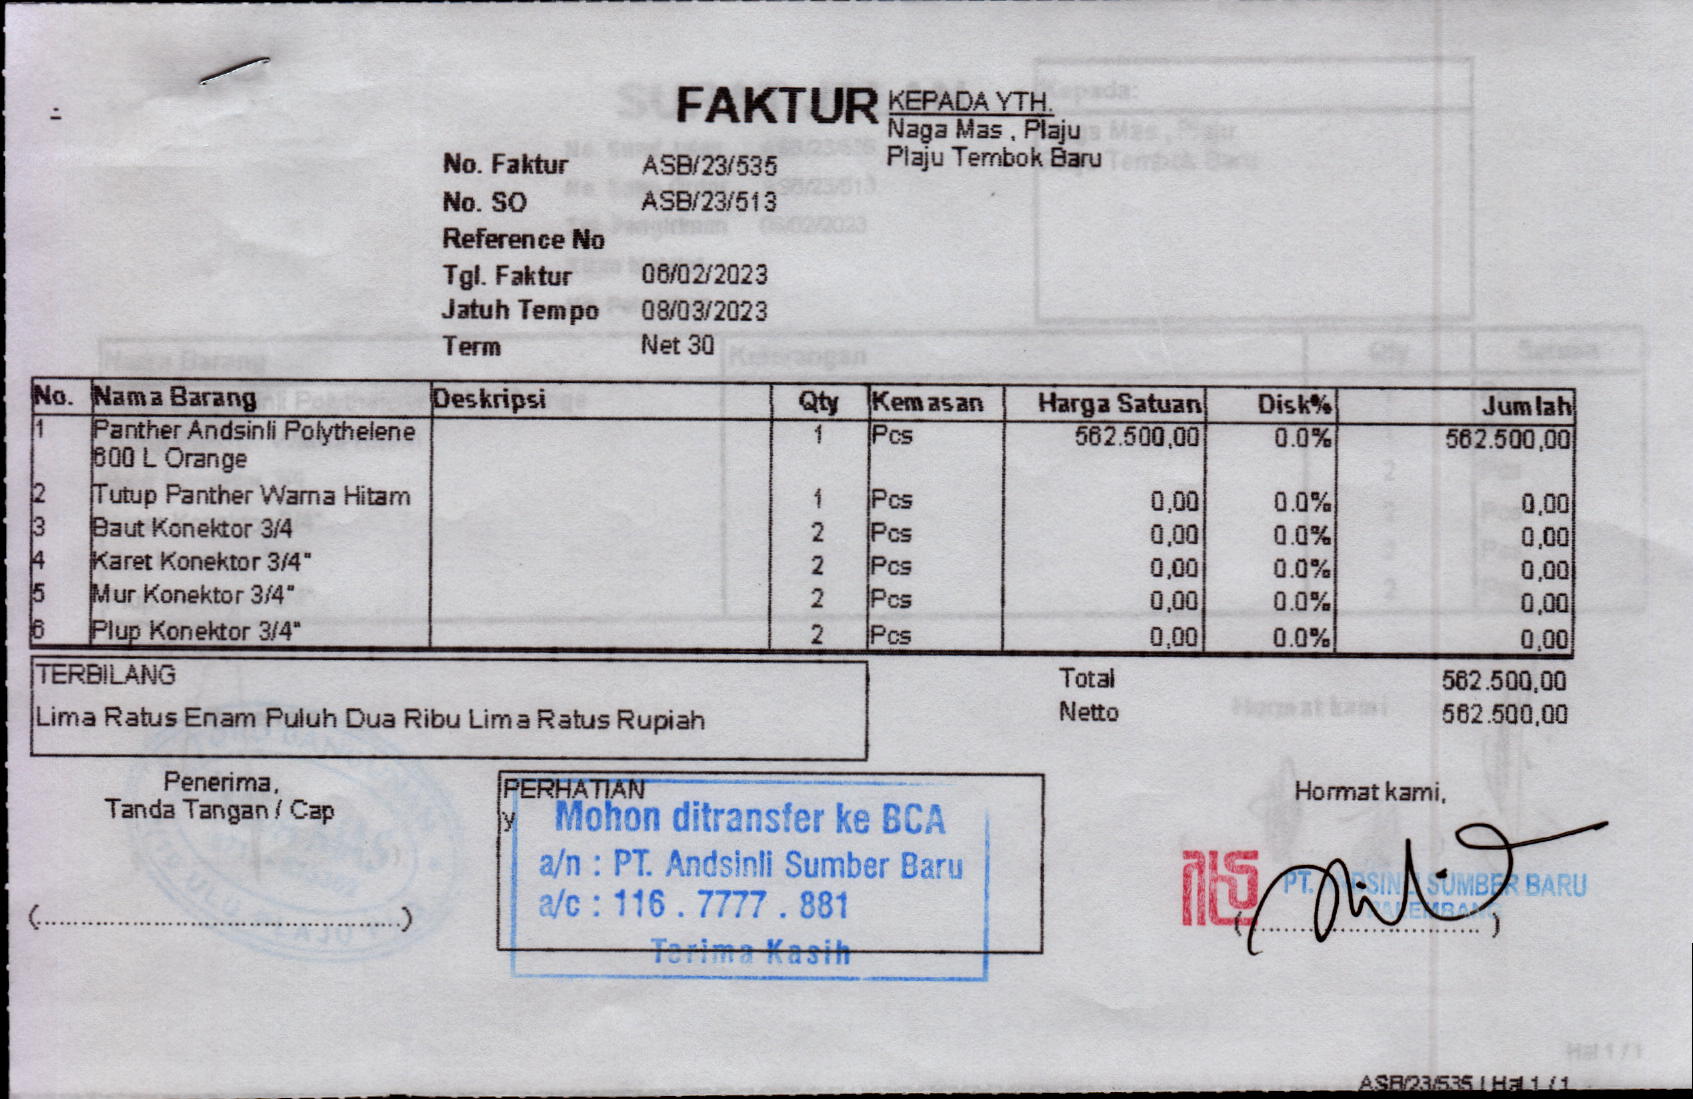 FAKTUR
KEPADA YTH.
Naga Mas , Plaju
Plaju Tembok Baru
No. Faktur ASB/23/535
No. SO ASB/23/513
Reference No
Tgl. Faktur 06/02/2023
Jatuh Tempo 08/03/2023
Term Net 30
No. Nama Barang Deskripsi Qty Kemasan Harga Satuan Disk% Jumlah
1 Panther Andsinli Polythelene 1 Pcs 562.500,00 0.0% 562.500,00
600 L Orange
2 Tutup Panther Warna Hitam 1 Pcs 0,00 0.0% 0,00
3 Baut Konektor 3/4 2 Pcs 0,00 0.0% 0,00
4 Karet Konektor 3/4" 2 Pcs 0,00 0.0% 0,00
5 Mur Konektor 3/4" 2 Pcs 0,00 0.0% 0,00
6 Plup Konektor 3/4" 2 Pcs 0,00 0.0% 0,00
TERBILANG
Lima Ratus Enam Puluh Dua Ribu Lima Ratus Rupiah
Total 562.500,00
Netto 562.500,00
Penerima,
Tanda Tangan / Cap
(........................................)
PERHATIAN
y
Mohon ditransfer ke BCA
a/n : PT. Andsinli Sumber Baru
a/c : 116 . 7777 . 881
Terima Kasih
Hormat kami,
PT. ANDSINLI SUMBER BARU
PALEMBANG
Hal 1 / 1
ASB/23/535 | Hal 1 / 1